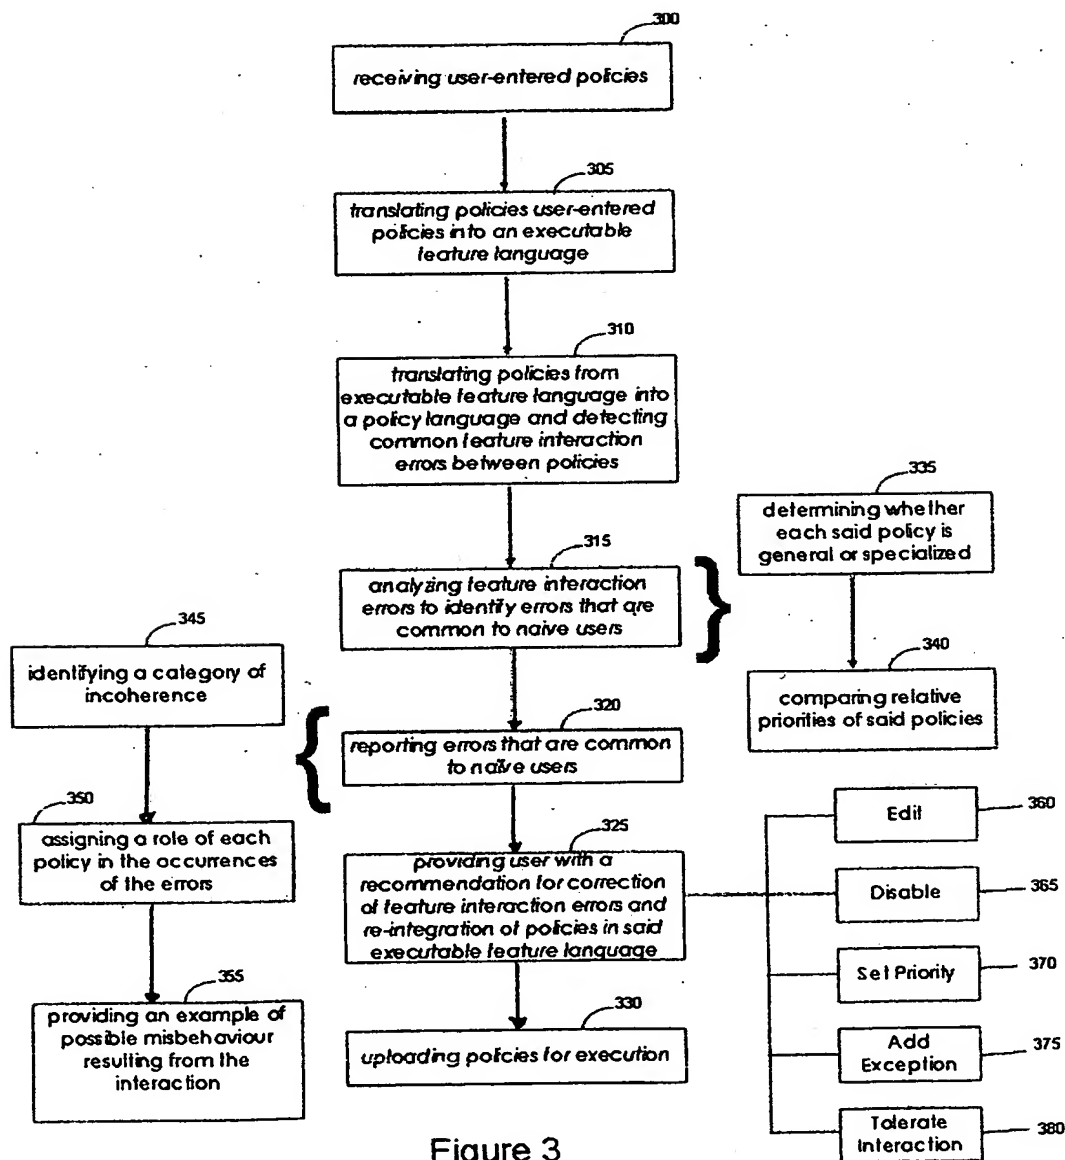 300
receiving user-entered policies
305
translating policies user-entered
policies into an executable
feature language
310
translating policies from
executable feature language into
a policy language and detecting
common feature interaction
errors between policies
315
analyzing feature interaction
errors to identify errors that are
common to naive users
335
determining whether
each said policy is
general or specialized
340
comparing relative
priorities of said policies
320
reporting errors that are common
to naïve users
345
identifying a category of
incoherence
350
assigning a role of each
policy in the accurrences
of the errors
355
providing an example of
possible misbehaviour
resulting from the
interaction
325
providing user with a
recommendation for correction
of feature interaction errors and
re-integration of policies in said
executable feature language
330
uploading policies for execution
Edit
360
Disable
365
Set Priority
370
Add
Exception
375
Tolerate
Interaction
380
Figure 3